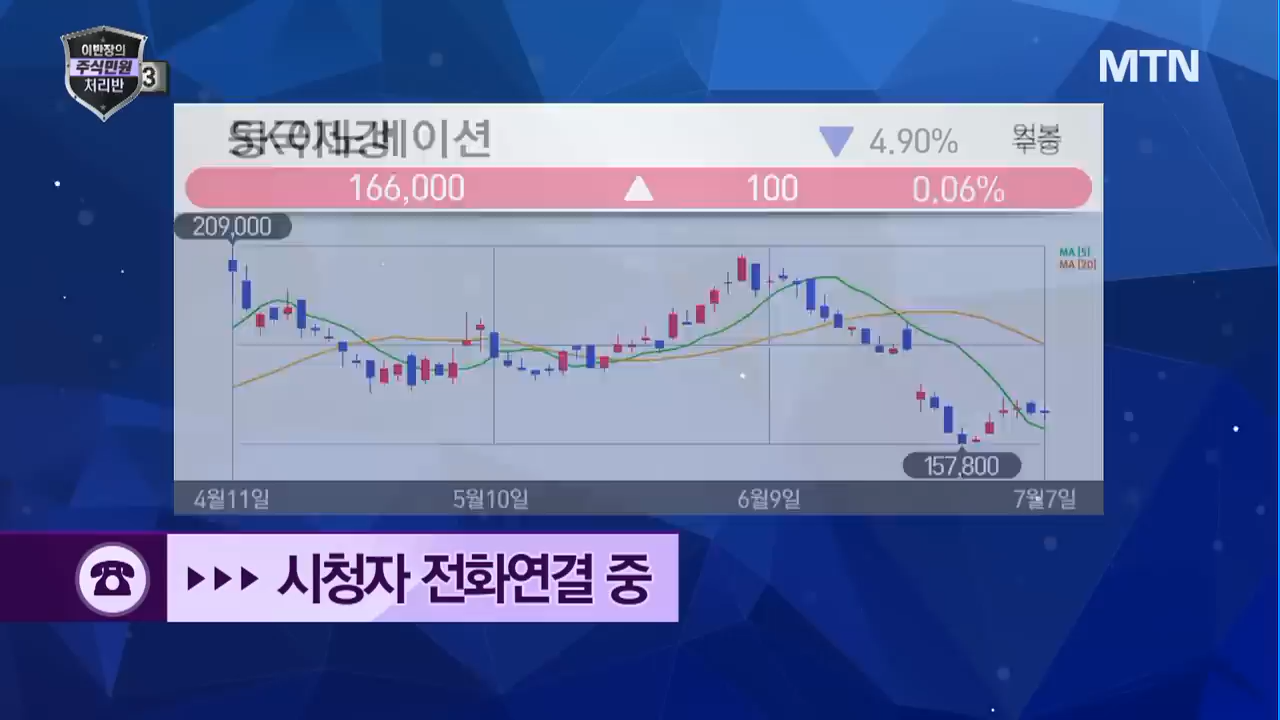 이반장의
주식민원
처리반
3
MTN
4.90%
166,000 ▲ 100 0.06%
209,000
MA [5]
MA [20]
157,800
4월11일 5월10일 6월9일 7월7일
▶▶▶ 시청자 전화연결 중